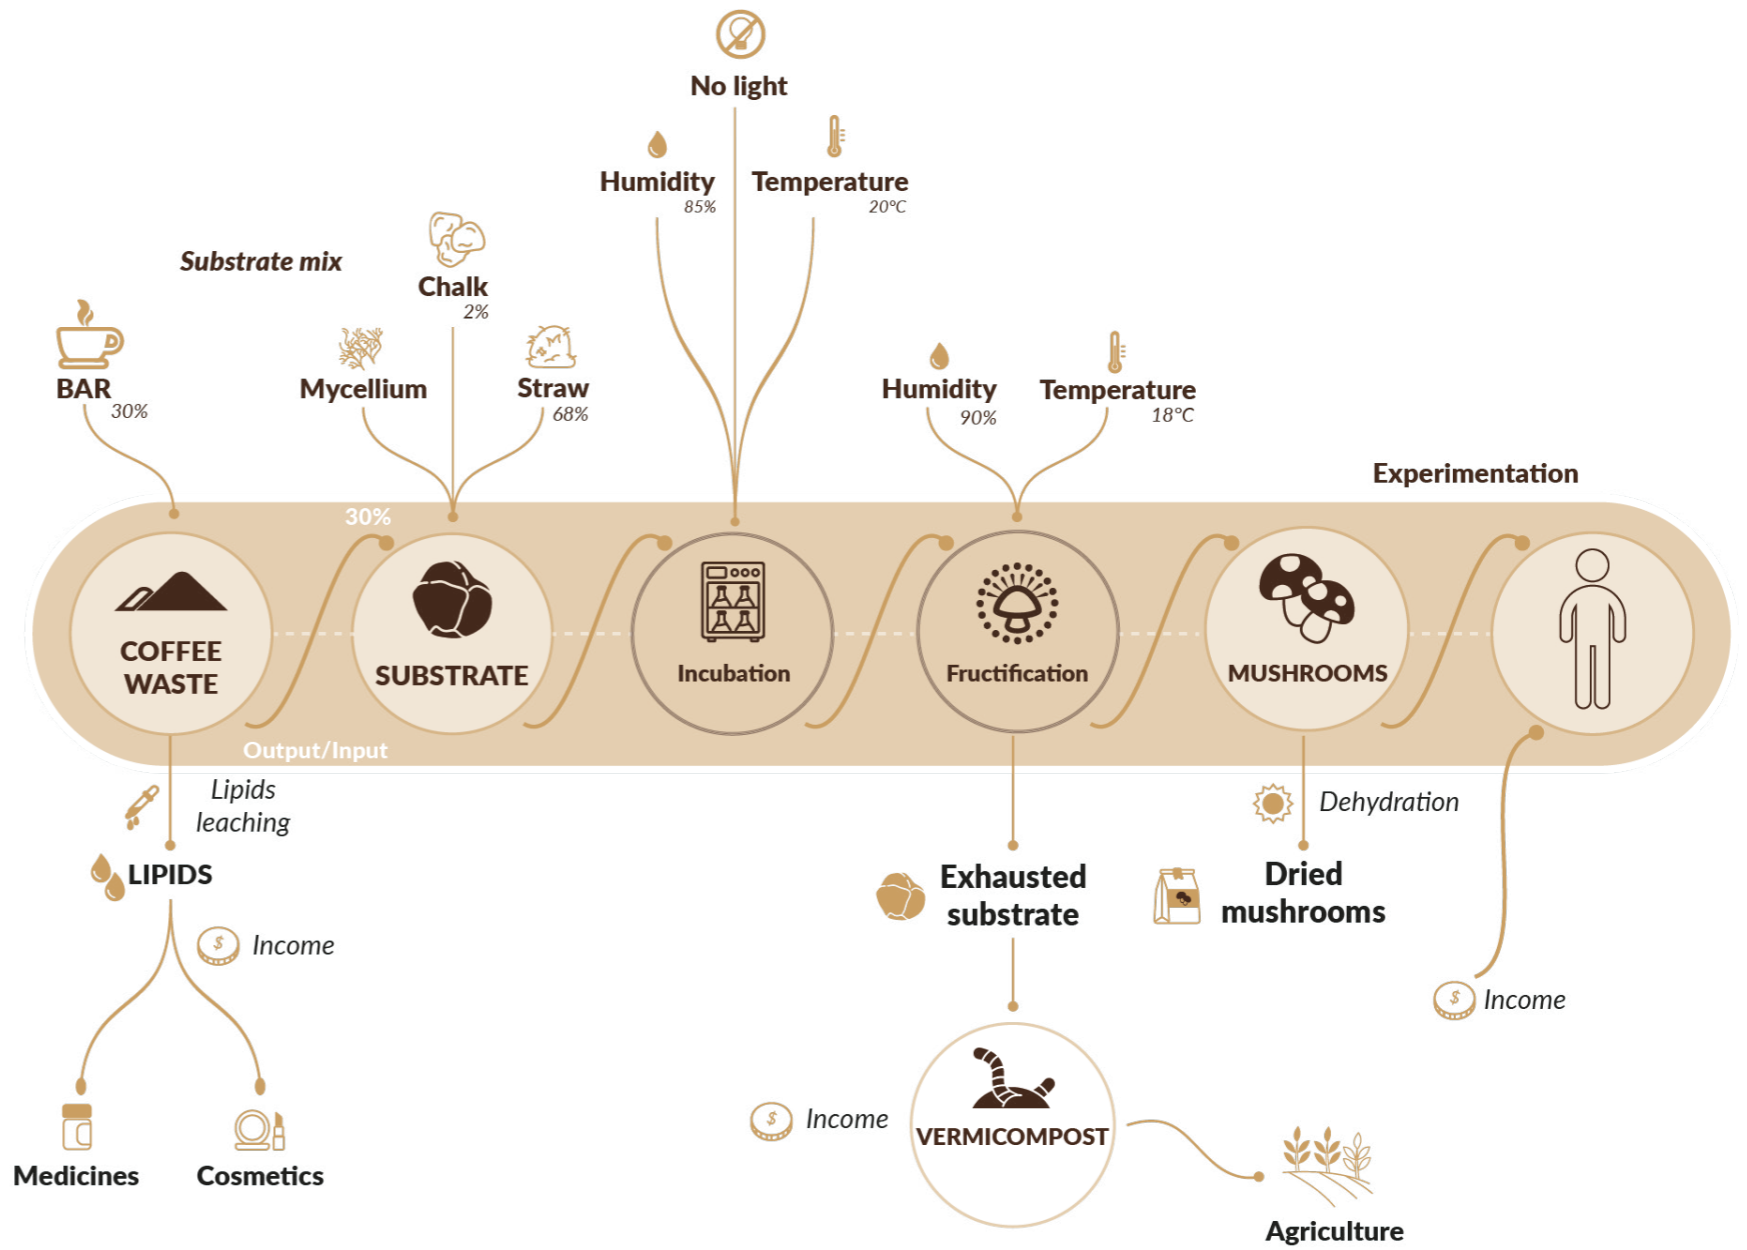 No light
Humidity
85%
Temperature
20°C
Substrate mix
Chalk
2%
BAR
30%
Mycellium
Straw
68%
Humidity
90%
Temperature
18°C
Experimentation
30%
COFFEE
WASTE
SUBSTRATE
Incubation
Fructification
MUSHROOMS
Output/Input
Lipids
leaching
Dehydration
LIPIDS
Exhausted
substrate
Dried
mushrooms
$ Income
$ Income
$ Income
VERMICOMPOST
Medicines
Cosmetics
Agriculture